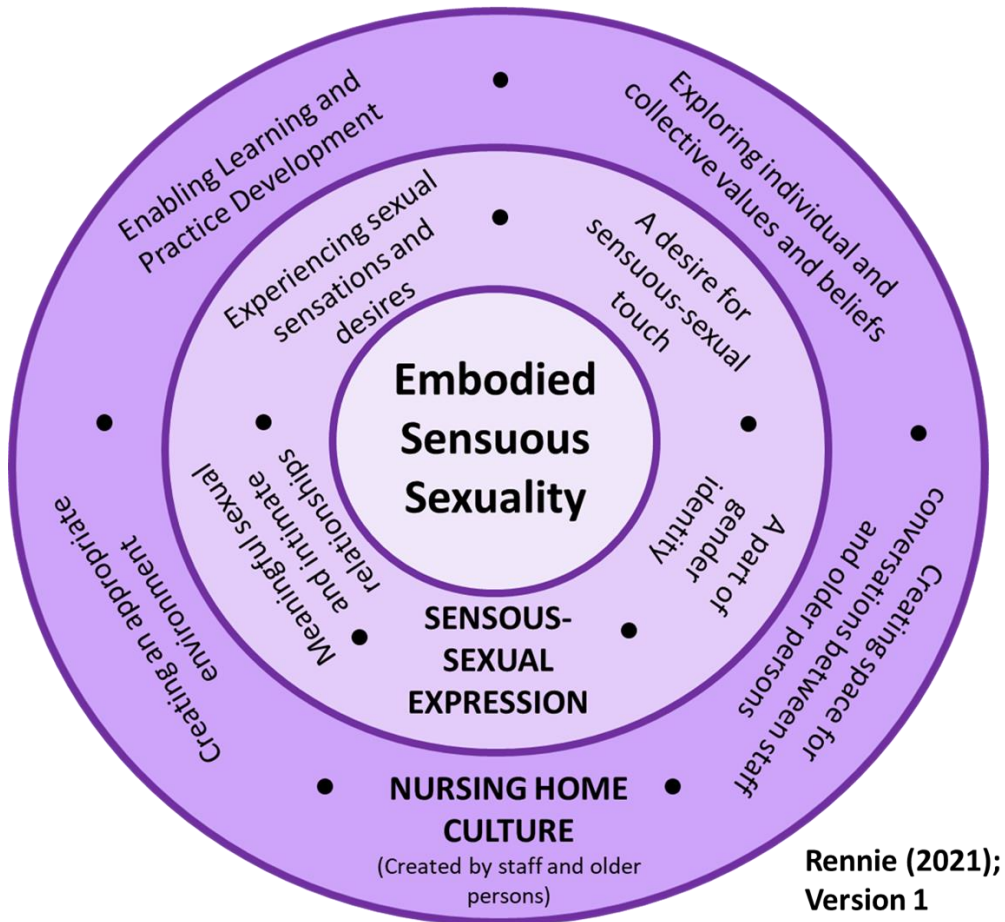 Enabling Learning and
Practice Development
Exploring individual and
collective values and beliefs
Experiencing sexual
sensations and
desires
A desire for
sensuous-sexual
touch
Embodied
Sensuous
Sexuality
Meaningful sexual
and intimate
relationships
A part of
gender
identity
SENSOUS-
SEXUAL
EXPRESSION
Creating an appropriate
environment
Creating space for
conversations between staff
and older persons
NURSING HOME
CULTURE
(Created by staff and older
persons)
Rennie (2021);
Version 1